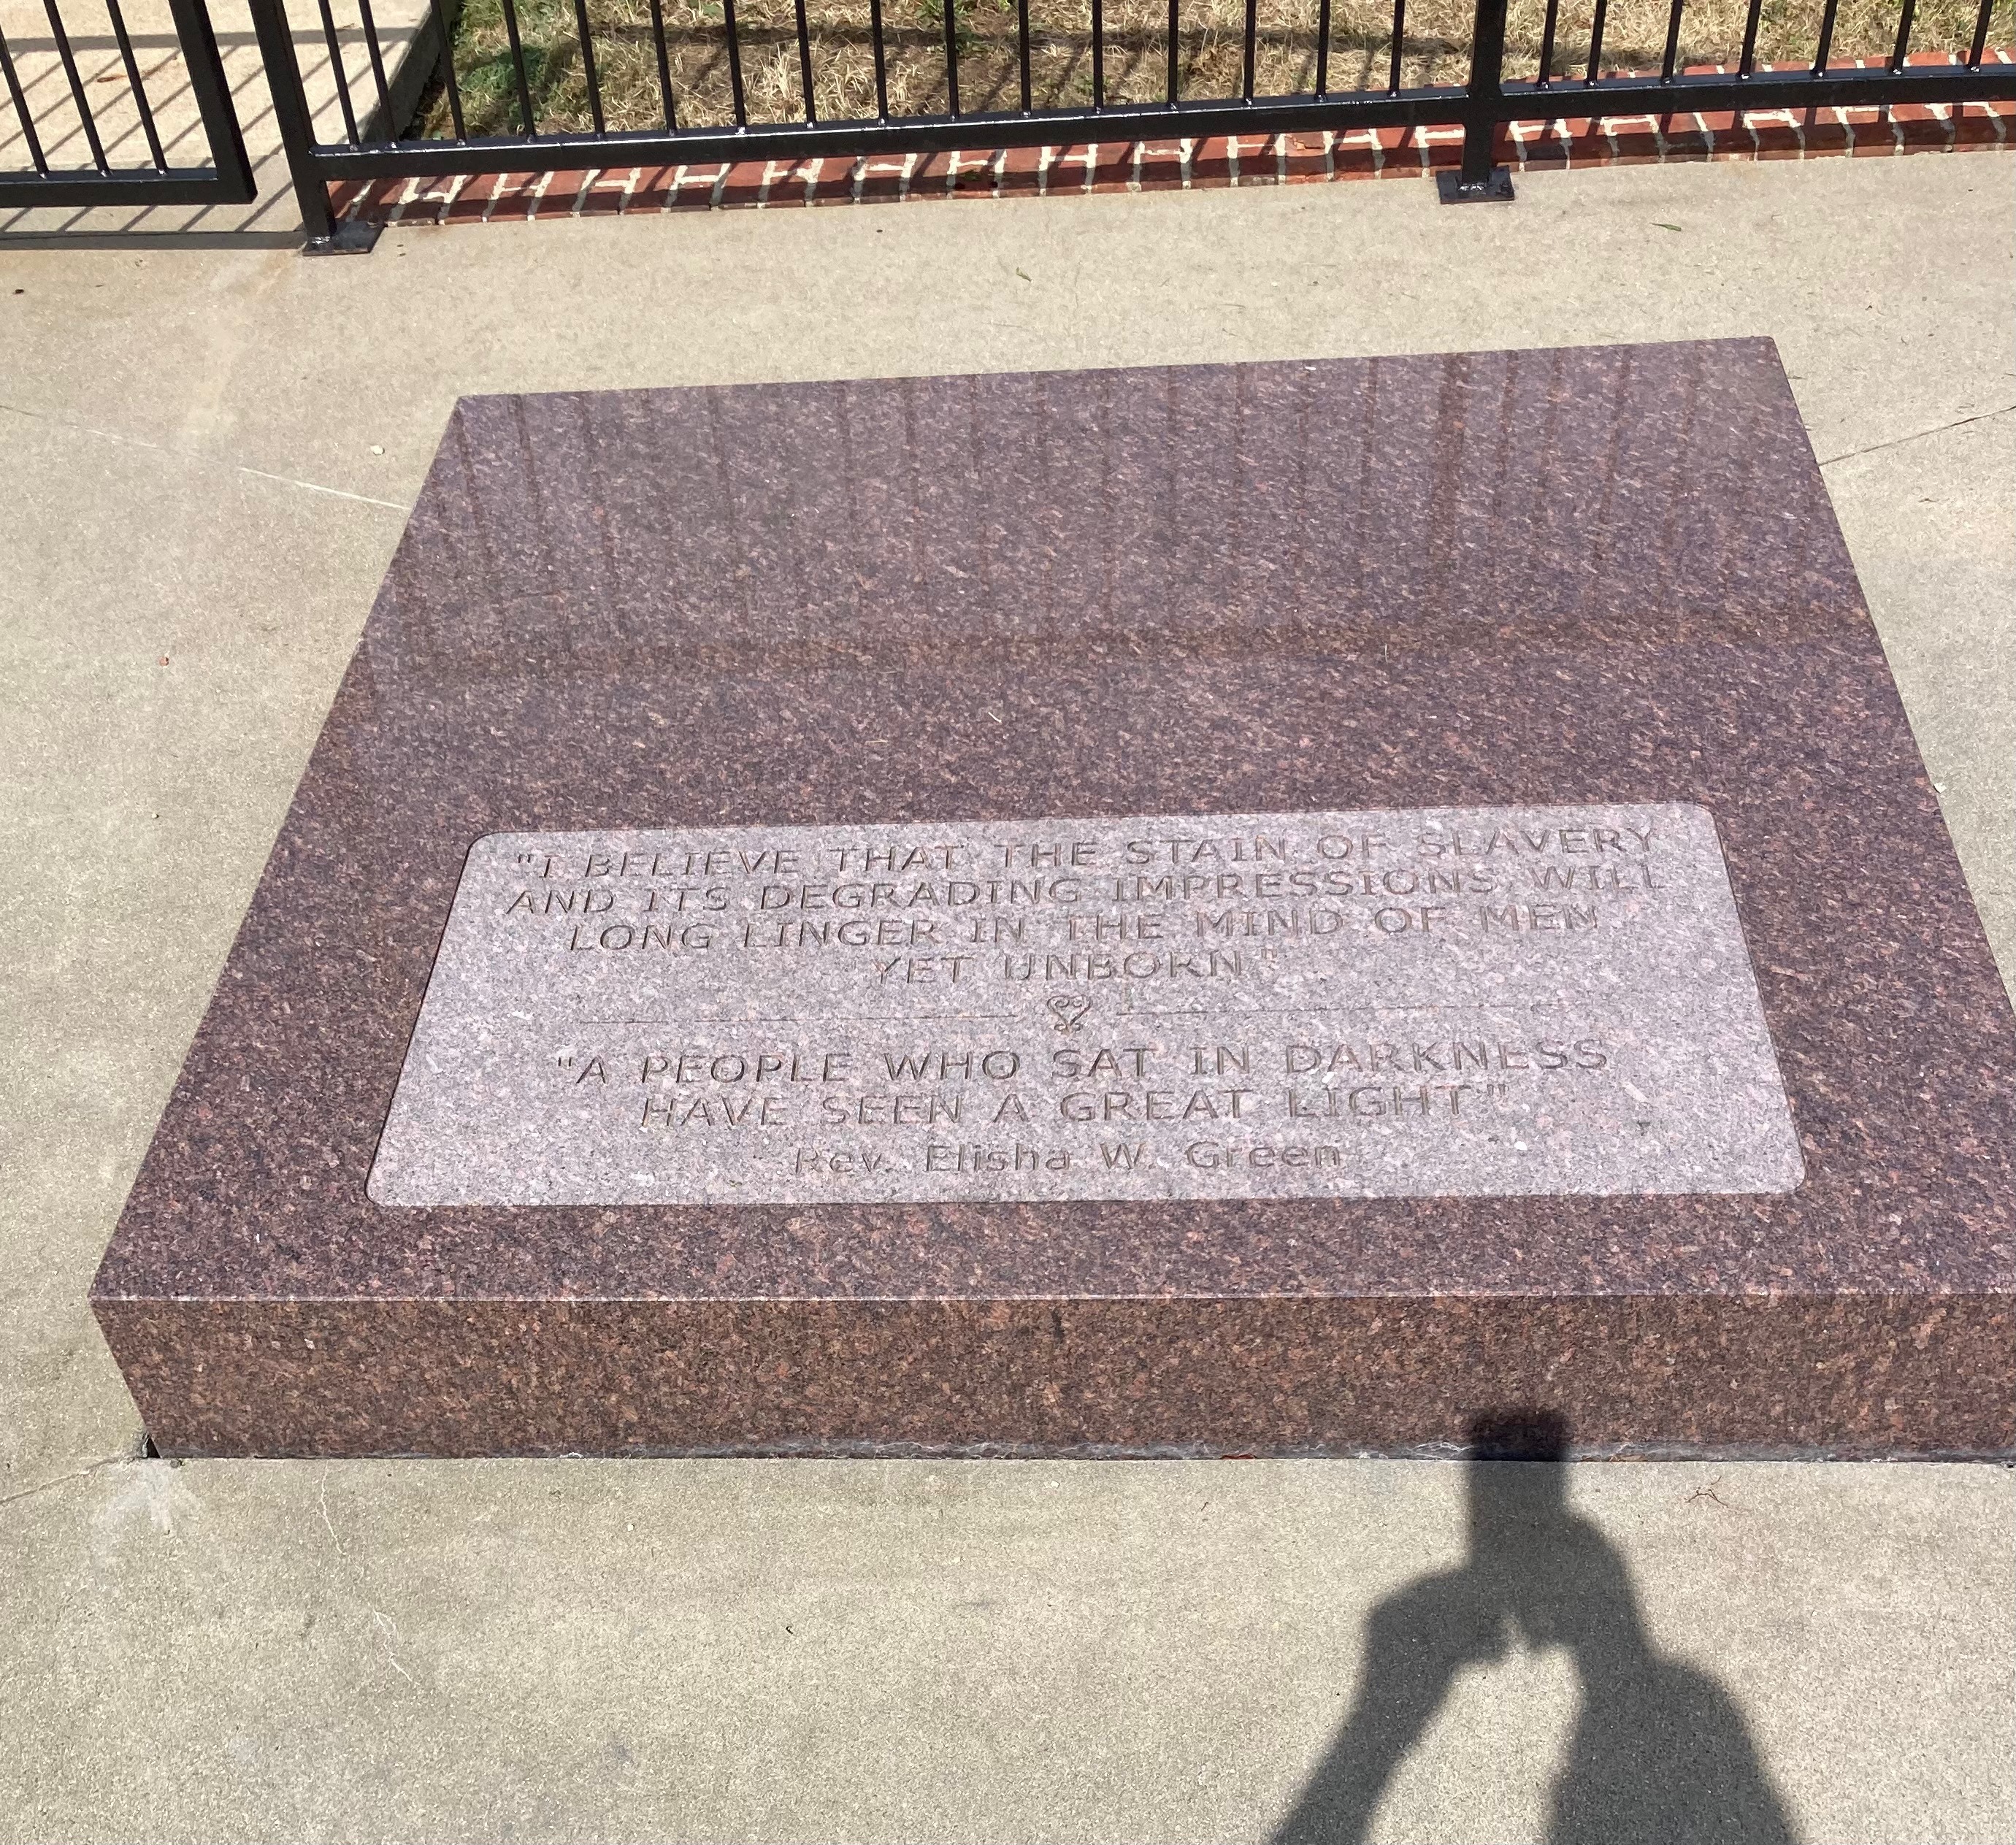 "I BELIEVE THAT THE STAIN OF SLAVERY
AND ITS DEGRADING IMPRESSIONS WILL
LONG LINGER IN THE MIND OF MEN
YET UNBORN"
"A PEOPLE WHO SAT IN DARKNESS
HAVE SEEN A GREAT LIGHT"
Rev. Elisha W. Green